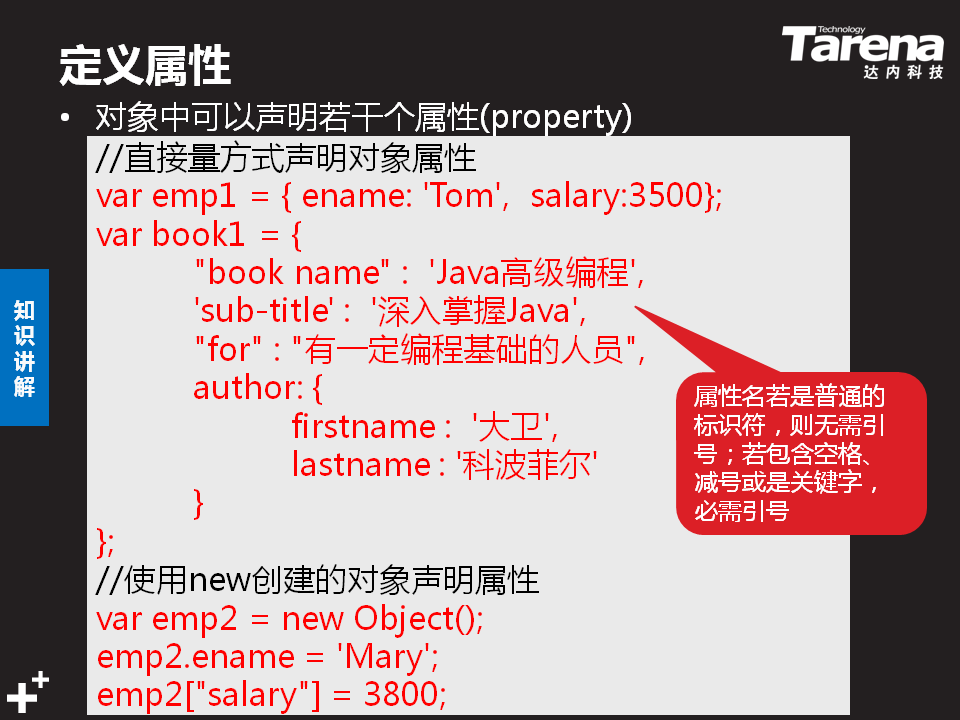 Technology
Tarena
达内科技
定义属性
• 对象中可以声明若干个属性(property)
//直接量方式声明对象属性
var emp1 = { ename: 'Tom',  salary:3500};
var book1 = {
"book name" :  'Java高级编程',
'sub-title' :  '深入掌握Java',
"for" : "有一定编程基础的人员",
author: {
firstname :  '大卫',
lastname : '科波菲尔'
}
};
//使用new创建的对象声明属性
var emp2 = new Object();
emp2.ename = 'Mary';
emp2["salary"] = 3800;
属性名若是普通的
标识符，则无需引
号；若包含空格、
减号或是关键字，
必需引号
知
识
讲
解